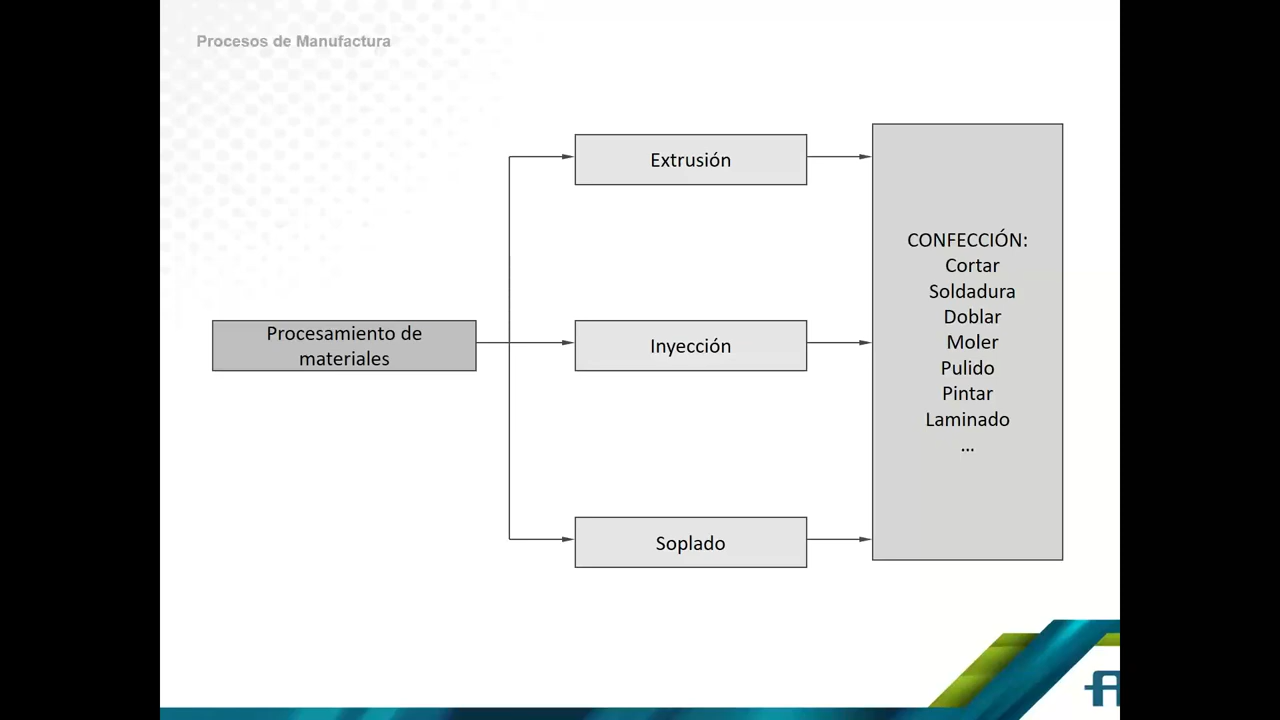 Procesos de Manufactura
Extrusión
CONFECCIÓN:
Cortar
Soldadura
Doblar
Moler
Pulido
Pintar
Laminado
...
Procesamiento de
materiales
Inyección
Soplado